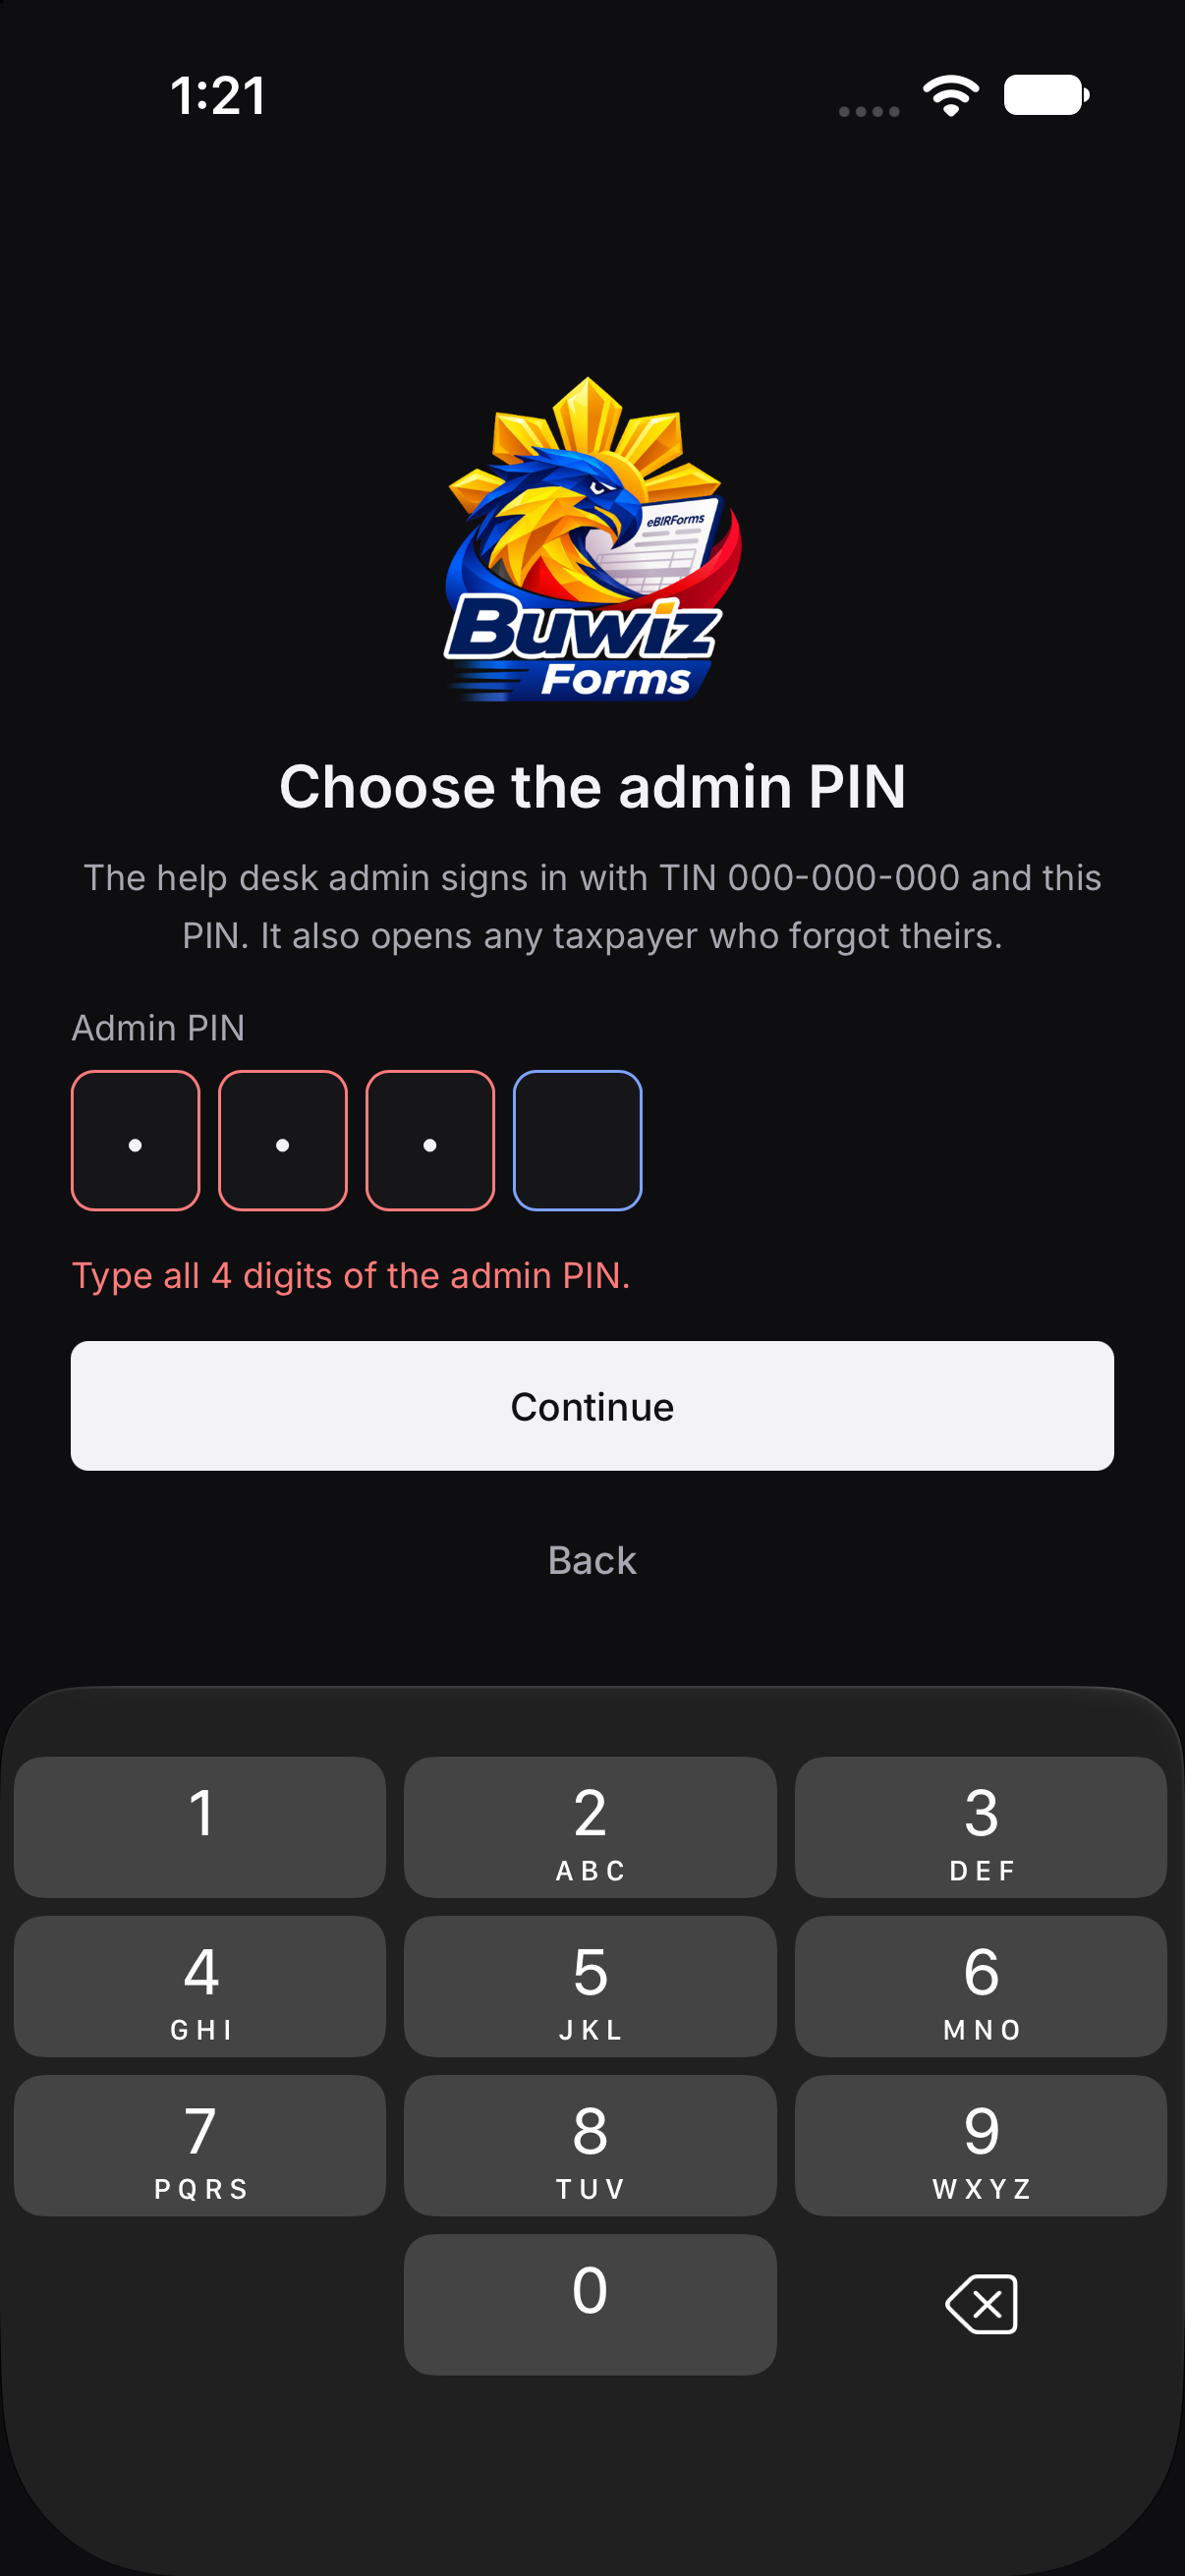 1:21
eBIRForms
Buwiz
Forms
Choose the admin PIN
The help desk admin signs in with TIN 000-000-000 and this
PIN. It also opens any taxpayer who forgot theirs.
Admin PIN
Type all 4 digits of the admin PIN.
Continue
Back
1
2
ABC
3
DEF
4
GHI
5
JKL
6
MNO
7
PQRS
8
TUV
9
WXYZ
0